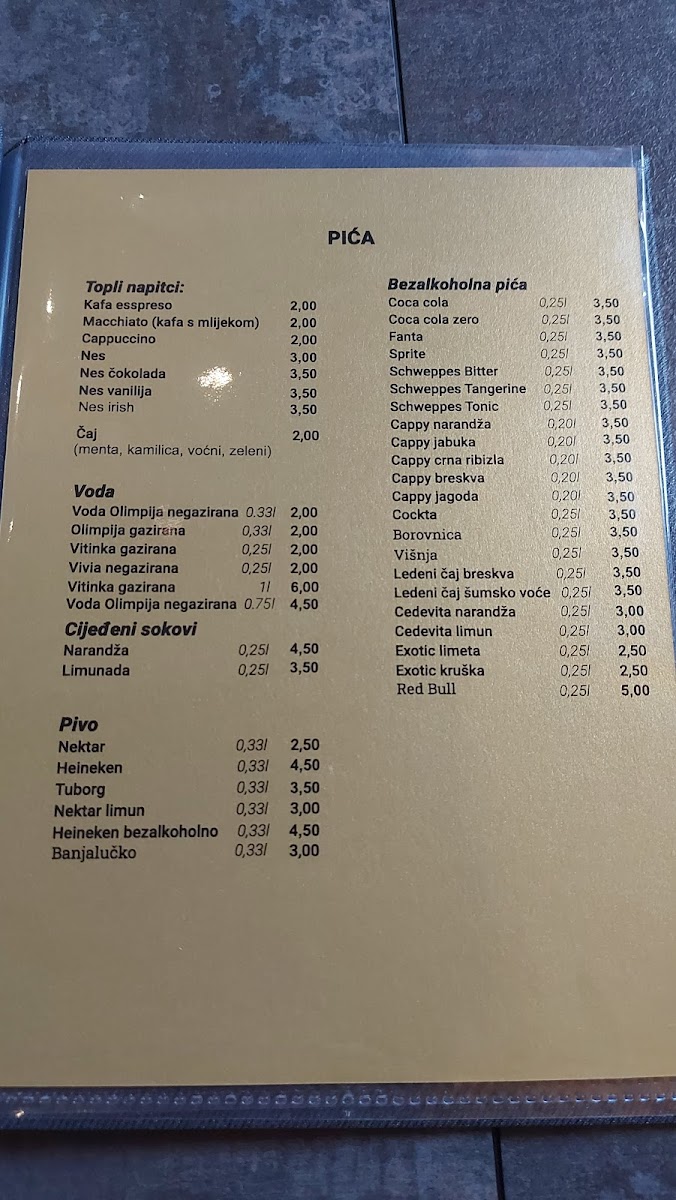 PIĆA
Topli napitci:
Kafa esspreso 2,00
Macchiato (kafa s mlijekom) 2,00
Cappuccino 2,00
Nes 3,00
Nes čokolada 3,50
Nes vanilija 3,50
Nes irish 3,50
Čaj 2,00
(menta, kamilica, voćni, zeleni)
Voda
Voda Olimpija negazirana 0.33l 2,00
Olimpija gazirana 0,33l 2,00
Vitinka gazirana 0,25l 2,00
Vivia negazirana 0,25l 2,00
Vitinka gazirana 1l 6,00
Voda Olimpija negazirana 0.75l 4,50
Cijeđeni sokovi
Narandža 0,25l 4,50
Limunada 0,25l 3,50
Pivo
Nektar 0,33l 2,50
Heineken 0,33l 4,50
Tuborg 0,33l 3,50
Nektar limun 0,33l 3,00
Heineken bezalkoholno 0,33l 4,50
Banjalučko 0,33l 3,00
Bezalkoholna pića
Coca cola 0,25l 3,50
Coca cola zero 0,25l 3,50
Fanta 0,25l 3,50
Sprite 0,25l 3,50
Schweppes Bitter 0,25l 3,50
Schweppes Tangerine 0,25l 3,50
Schweppes Tonic 0,25l 3,50
Cappy narandža 0,20l 3,50
Cappy jabuka 0,20l 3,50
Cappy crna ribizla 0,20l 3,50
Cappy breskva 0,20l 3,50
Cappy jagoda 0,20l 3,50
Cockta 0,25l 3,50
Borovnica 0,25l 3,50
Višnja 0,25l 3,50
Ledeni čaj breskva 0,25l 3,50
Ledeni čaj šumsko voće 0,25l 3,50
Cedevita narandža 0,25l 3,00
Cedevita limun 0,25l 3,00
Exotic limeta 0,25l 2,50
Exotic kruška 0,25l 2,50
Red Bull 0,25l 5,00